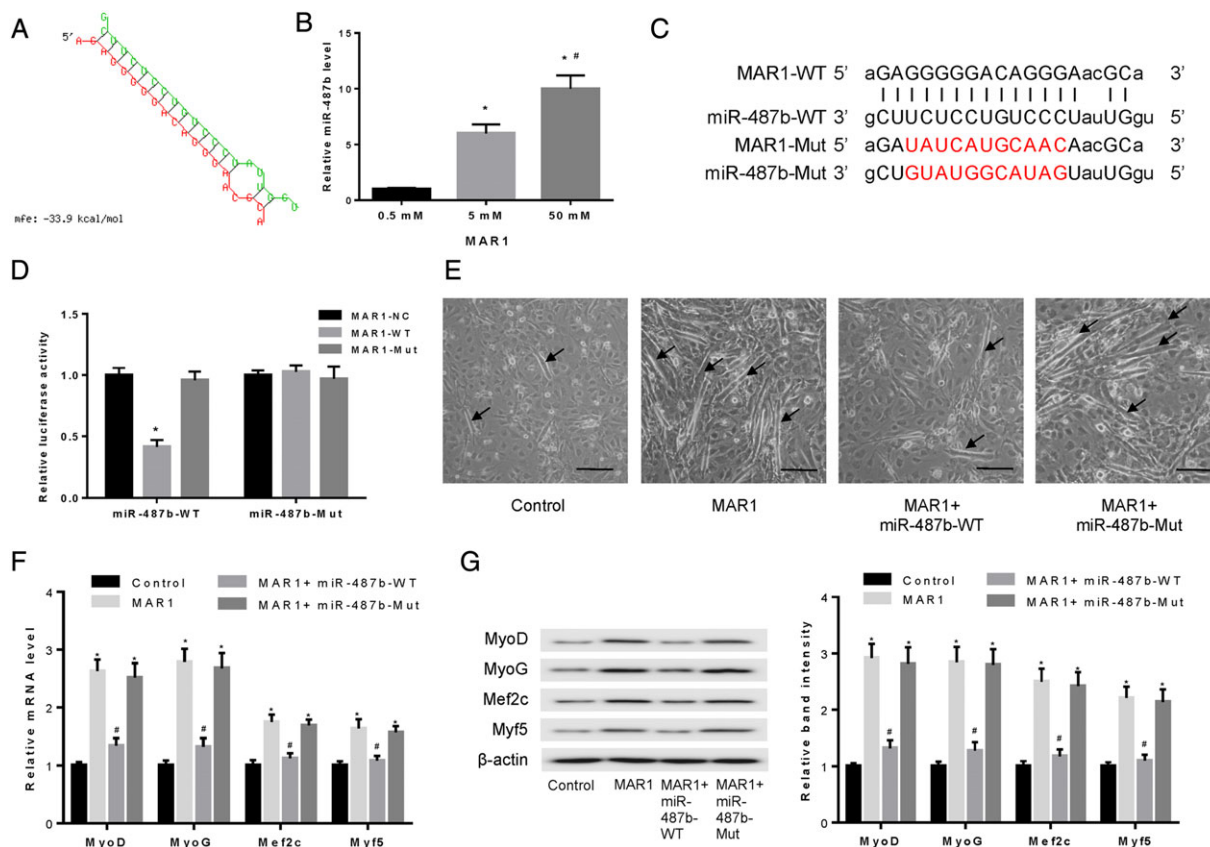 A
5'
mfe: -33.9 kcal/mol
B
Relative miR-487b level
15
10
5
0
*
* #
0.5 mM 5 mM 50 mM
MAR1
C
MAR1-WT 5' aGAGGGGGACAGGGAacGCa 3'
miR-487b-WT 3' gCUUCUCCUGUCCCUauUGgu 5'
MAR1-Mut 5' aGAUAUCAUGCAACAacGCa 3'
miR-487b-Mut 3' gCUGUAUGGCAUAGUauUGgu 5'
D
Relative luciferase activity
1.5
1.0
0.5
0.0
*
MAR1-NC
MAR1-WT
MAR1-Mut
miR-487b-WT miR-487b-Mut
E
Control
MAR1
MAR1+
miR-487b-WT
MAR1+
miR-487b-Mut
F
Control
MAR1
MAR1+ miR-487b-WT
MAR1+ miR-487b-Mut
Relative mRNA level
4
3
2
1
0
* # * * # * * # * * # *
MyoD MyoG Mef2c Myf5
G
MyoD
MyoG
Mef2c
Myf5
β-actin
Control
MAR1
MAR1+
miR-
487b-
WT
MAR1+
miR-
487b-
Mut
Control
MAR1
MAR1+ miR-487b-WT
MAR1+ miR-487b-Mut
Relative band intensity
4
3
2
1
0
* # * * # * * # * * # *
MyoD MyoG Mef2c Myf5